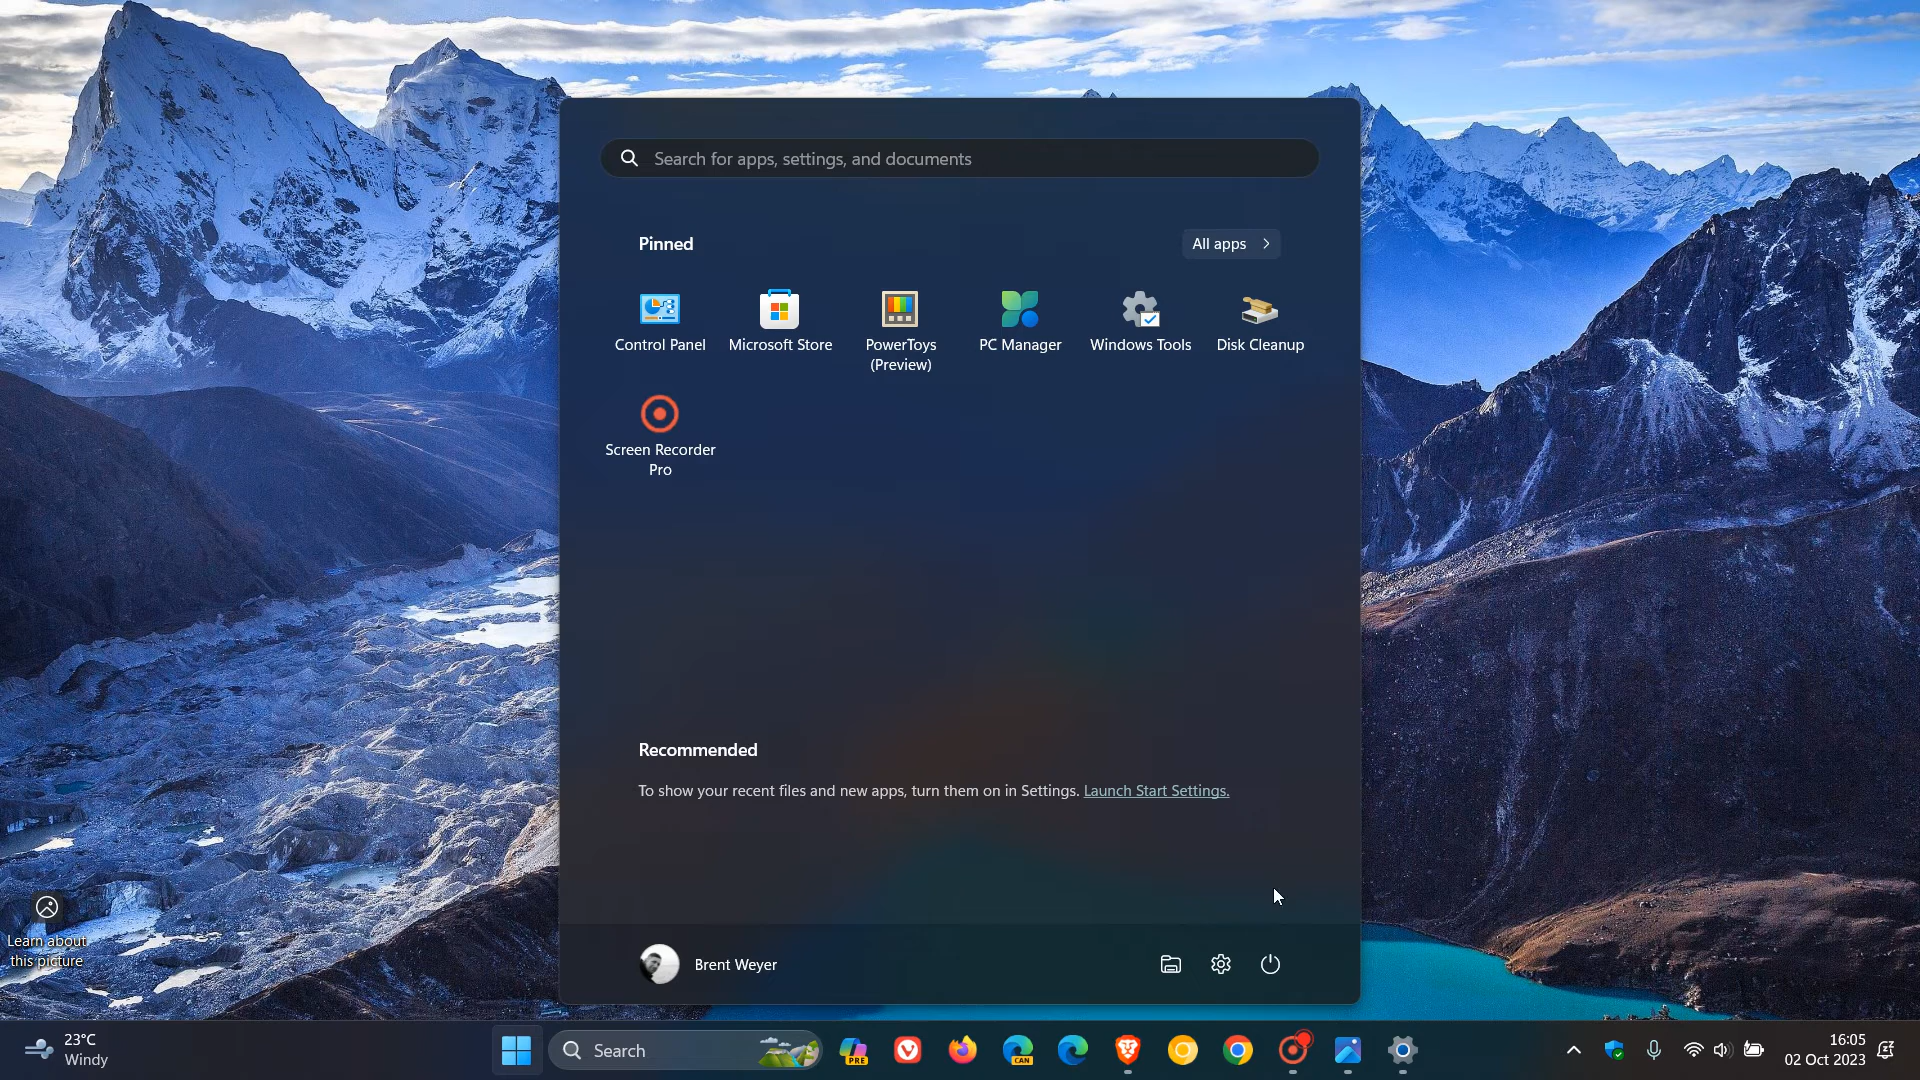 Search for apps, settings, and documents
Pinned
All apps
Control Panel
Microsoft Store
PowerToys
(Preview)
PC Manager
Windows Tools
Disk Cleanup
Screen Recorder
Pro
Recommended
To show your recent files and new apps, turn them on in Settings. Launch Start Settings.
Learn about
this picture
Brent Weyer
23°C
Windy
Search
PRE
CAN
16:05
02 Oct 2023